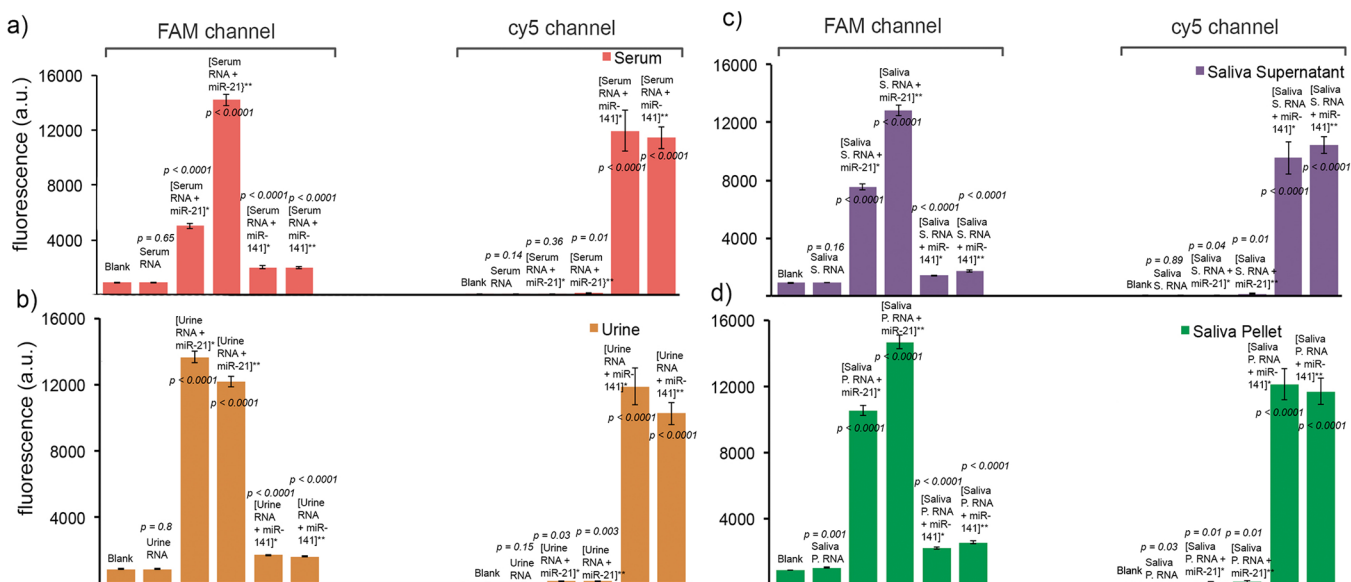 a)
FAM channel
cy5 channel
Serum
fluorescence (a.u.)
16000
12000
8000
4000
Blank
p = 0.65
Serum
RNA
p < 0.0001
[Serum
RNA +
miR-21]*
[Serum
RNA +
miR-21}**
p < 0.0001
p < 0.0001
[Serum
RNA +
miR-
141]*
p < 0.0001
[Serum
RNA +
miR-
141]**
Blank
p = 0.14
Serum
RNA
p = 0.36
[Serum
RNA +
miR-21]*
p = 0.01
[Serum
RNA +
miR-21}**
[Serum
RNA +
miR-
141]*
p < 0.0001
[Serum
RNA +
miR-
141]**
p < 0.0001
b)
Urine
fluorescence (a.u.)
16000
12000
8000
4000
Blank
p = 0.8
Urine
RNA
[Urine
RNA +
miR-21]*
p < 0.0001
[Urine
RNA +
miR-21]**
p < 0.0001
p < 0.0001
[Urine
RNA
+ miR-
141]*
p < 0.0001
[Urine
RNA
+ miR-
141]**
Blank
p = 0.15
Urine
RNA
p = 0.03
[Urine
RNA +
miR-21]*
p = 0.003
[Urine
RNA +
miR-21]**
[Urine
RNA
+ miR-
141]*
p < 0.0001
[Urine
RNA
+ miR-
141]**
p < 0.0001
c)
FAM channel
cy5 channel
Saliva Supernatant
16000
12000
8000
4000
Blank
p = 0.16
Saliva
S. RNA
[Saliva
S. RNA +
miR-21]*
p < 0.0001
[Saliva
S. RNA +
miR-21]**
p < 0.0001
p < 0.0001
[Saliva
S. RNA
+ miR-
141]*
p < 0.0001
[Saliva
S. RNA
+ miR-
141]**
Blank
p = 0.89
Saliva
S. RNA
p = 0.04
[Saliva
S. RNA +
miR-21]*
p = 0.01
[Saliva
S. RNA +
miR-21]**
[Saliva
S. RNA
+ miR-
141]*
p < 0.0001
[Saliva
S. RNA
+ miR-
141]**
p < 0.0001
d)
Saliva Pellet
16000
12000
8000
4000
Blank
p = 0.001
Saliva
P. RNA
[Saliva
P. RNA +
miR-21]*
p < 0.0001
[Saliva
P. RNA +
miR-21]**
p < 0.0001
p < 0.0001
[Saliva
P. RNA
+ miR-
141]*
p < 0.0001
[Saliva
P. RNA
+ miR-
141]**
Blank
p = 0.03
Saliva
P. RNA
p = 0.01
[Saliva
P. RNA +
miR-21]*
p = 0.01
[Saliva
P. RNA +
miR-21]**
[Saliva
P. RNA
+ miR-
141]*
p < 0.0001
[Saliva
P. RNA
+ miR-
141]**
p < 0.0001